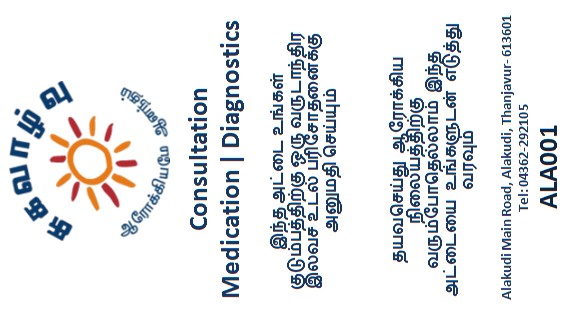 சுகவாழ்வு
ஆரோக்கியமே ஆனந்தம்
Consultation
Medication | Diagnostics
இந்த அட்டை உங்கள்
குடும்பத்திற்கு ஒரு வருடாந்திர
இலவச உடல் பரிசோதனைக்கு
அனுமதி செய்யும்
தயவுசெய்து ஆரோக்கிய
நிலையத்திற்கு
வரும்போதெல்லாம் இந்த
அட்டையை உங்களுடன் எடுத்து
வரவும்
Alakudi Main Road, Alakudi, Thanjavur- 613601
Tel: 04362-292105
ALA001